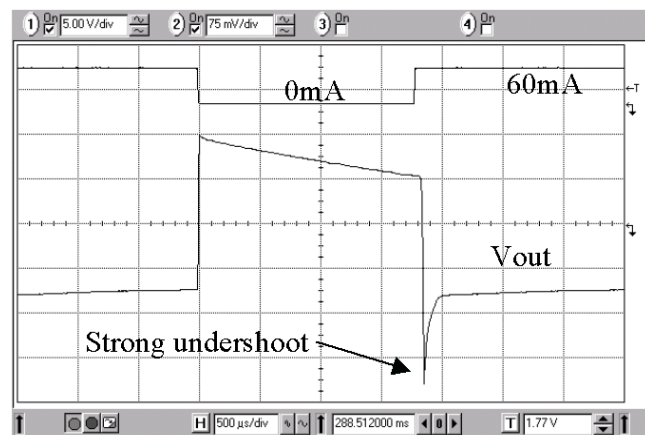 1 On 5.00 V/div 2 On 75 mV/div 3 On 4 On
0mA 60mA
T
Vout
Strong undershoot
H 500 µs/div 288.512000 ms 0 T 1.77 V